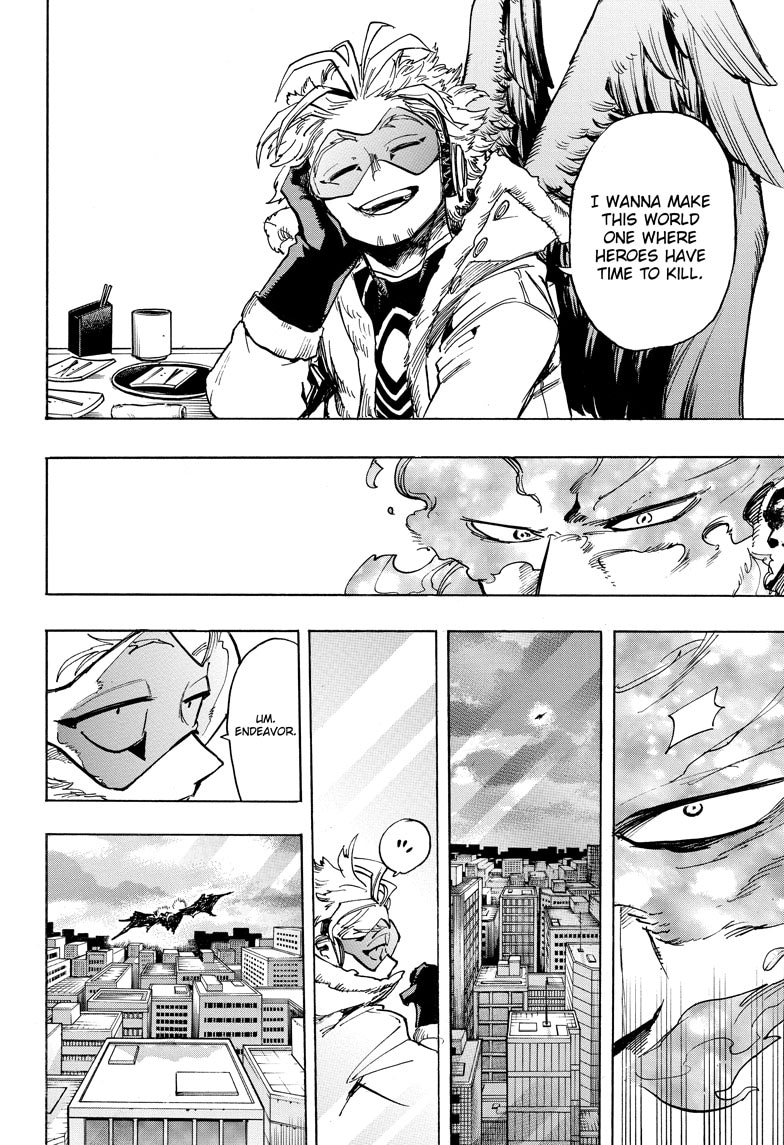 I WANNA MAKE
THIS WORLD
ONE WHERE
HEROES HAVE
TIME TO KILL.
UM.
ENDEAVOR.